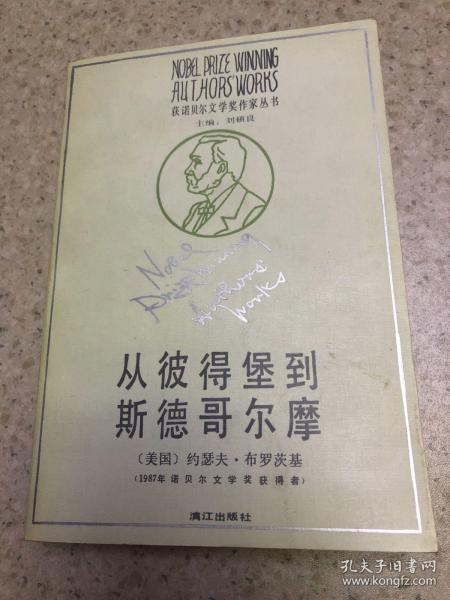 NOBEL PRIZE WINNING
AUTHORS' WORKS
获诺贝尔文学奖作家丛书
主编：刘硕良
Nobel
Prize Winning
Authors'
Works
从彼得堡到
斯德哥尔摩
〔美国〕约瑟夫·布罗茨基
(1987年诺贝尔文学奖获得者)
漓江出版社
孔夫子旧书网
www.kongfz.com